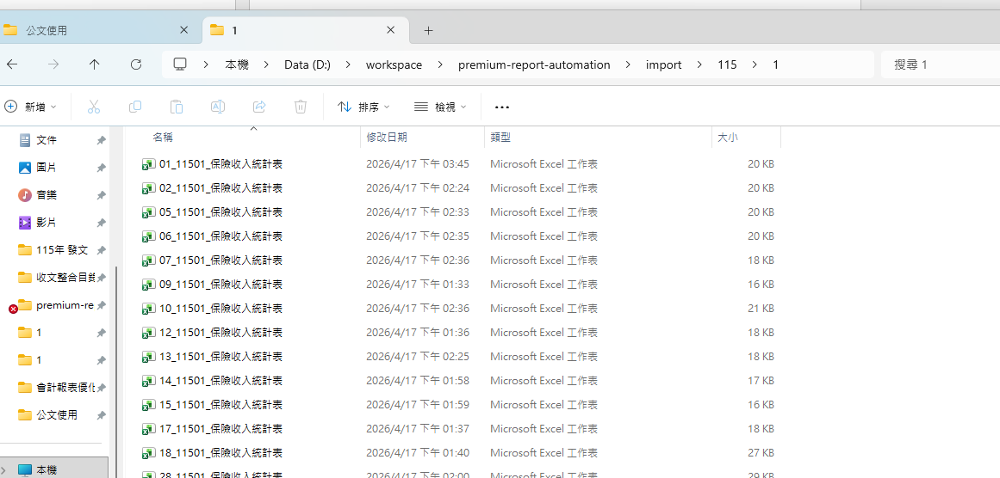 公文使用
1
本機 > Data (D:) > workspace > premium-report-automation > import > 115 > 1
搜尋 1
新增
排序
檢視
名稱 修改日期 類型 大小
文件
圖片
音樂
影片
115年 發文
收文整合目錄
premium-re
1
1
會計報表優化
公文使用
本機
01_11501_保險收入統計表 2026/4/17 下午 03:45 Microsoft Excel 工作表 20 KB
02_11501_保險收入統計表 2026/4/17 下午 02:24 Microsoft Excel 工作表 20 KB
05_11501_保險收入統計表 2026/4/17 下午 02:33 Microsoft Excel 工作表 20 KB
06_11501_保險收入統計表 2026/4/17 下午 02:35 Microsoft Excel 工作表 20 KB
07_11501_保險收入統計表 2026/4/17 下午 02:36 Microsoft Excel 工作表 18 KB
09_11501_保險收入統計表 2026/4/17 下午 01:33 Microsoft Excel 工作表 16 KB
10_11501_保險收入統計表 2026/4/17 下午 02:36 Microsoft Excel 工作表 21 KB
12_11501_保險收入統計表 2026/4/17 下午 01:36 Microsoft Excel 工作表 18 KB
13_11501_保險收入統計表 2026/4/17 下午 02:25 Microsoft Excel 工作表 18 KB
14_11501_保險收入統計表 2026/4/17 下午 01:58 Microsoft Excel 工作表 17 KB
15_11501_保險收入統計表 2026/4/17 下午 01:59 Microsoft Excel 工作表 16 KB
17_11501_保險收入統計表 2026/4/17 下午 01:37 Microsoft Excel 工作表 18 KB
18_11501_保險收入統計表 2026/4/17 下午 01:40 Microsoft Excel 工作表 27 KB
28_11501_保險收入統計表 2026/4/17 下午 02:00 Microsoft Excel 工作表 29 KB